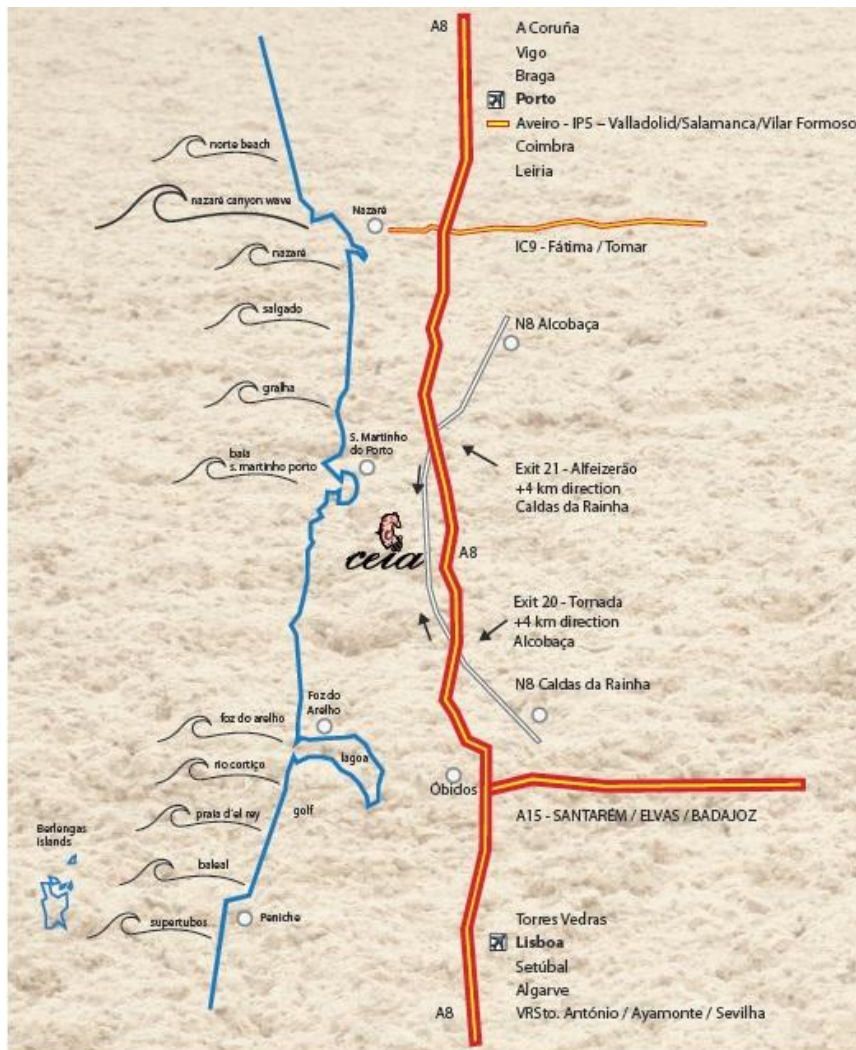 A8
A Coruña
Vigo
Braga
Porto
Aveiro - IP5 – Valladolid/Salamanca/Vilar Formoso
Coimbra
Leiria
norte beach
nazaré canyon wave
Nazaré
IC9 - Fátima / Tomar
nazaré
salgado
N8 Alcobaça
gralha
S. Martinho
do Porto
baia
s. martinho porto
Exit 21 - Alfeizerão
+4 km direction
Caldas da Rainha
ceia
A8
Exit 20 - Tornada
+4 km direction
Alcobaça
N8 Caldas da Rainha
Foz do
Arelho
foz do arelho
lagoa
rio cortiço
Óbidos
golf
praia d'el rey
A15 - SANTARÉM / ELVAS / BADAJOZ
Berlengas
islands
baleal
supertubos
Peniche
Torres Vedras
Lisboa
Setúbal
Algarve
A8
VRSto. António / Ayamonte / Sevilha